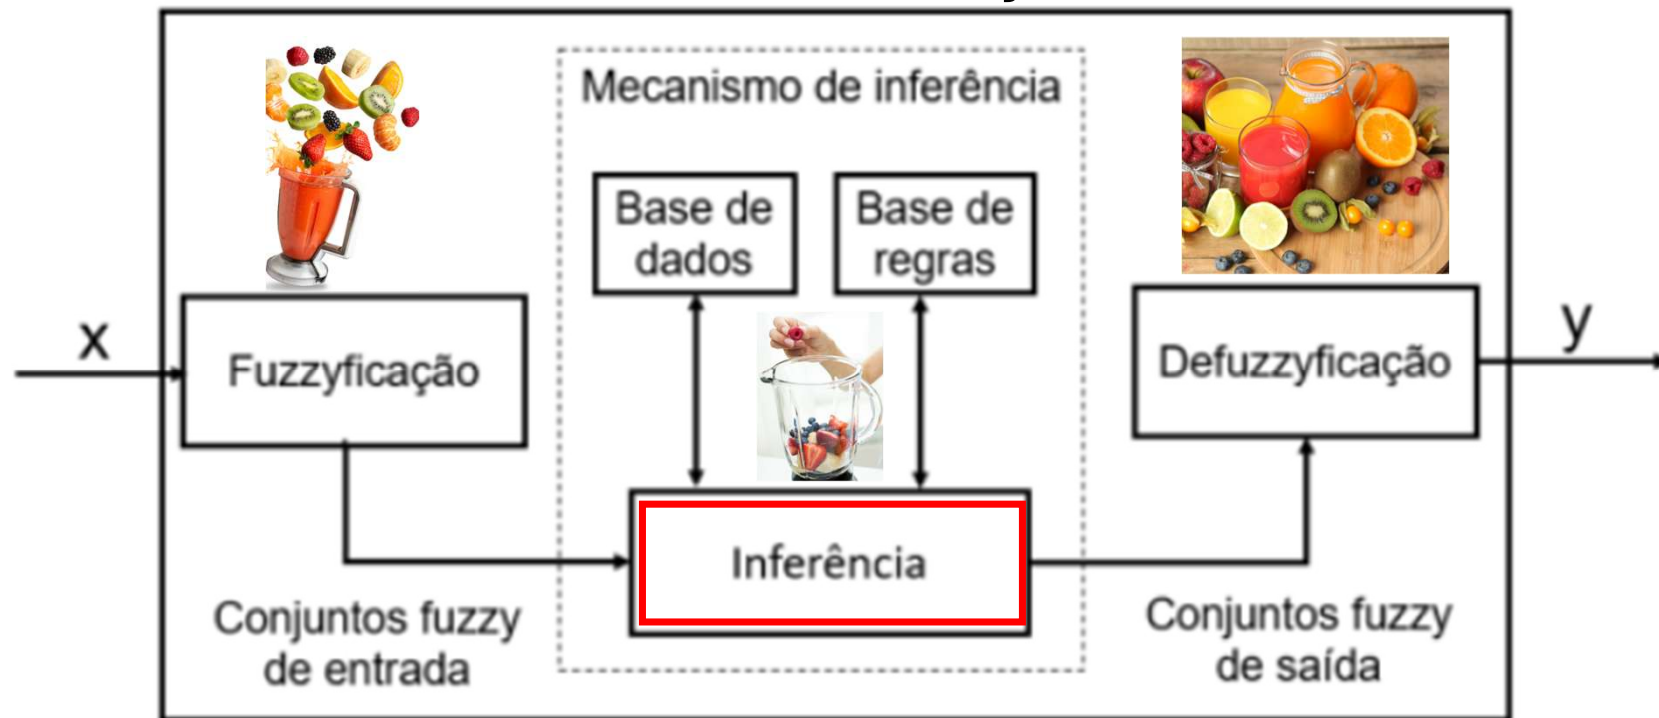 Mecanismo de inferência
Base de
dados
Base de
regras
x
Fuzzyficação
Defuzzyficação
y
Inferência
Conjuntos fuzzy
de entrada
Conjuntos fuzzy
de saída